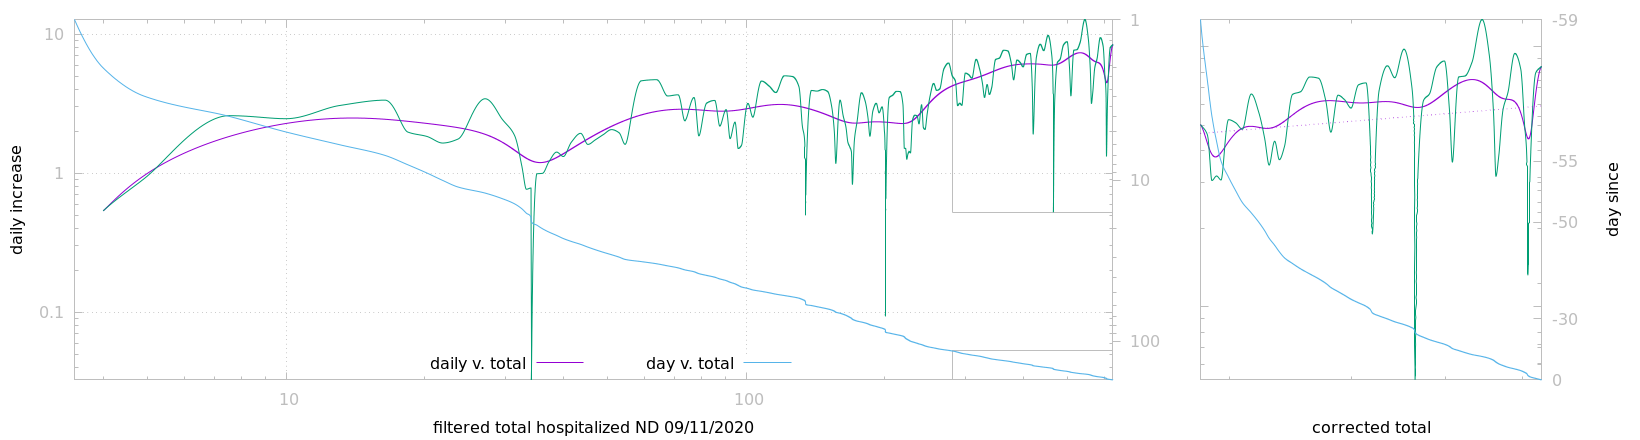 10
1
0.1
daily increase
daily v. total
day v. total
10
100
filtered total hospitalized ND 09/11/2020
1
10
100
-59
-55
-50
-30
0
day since
corrected total